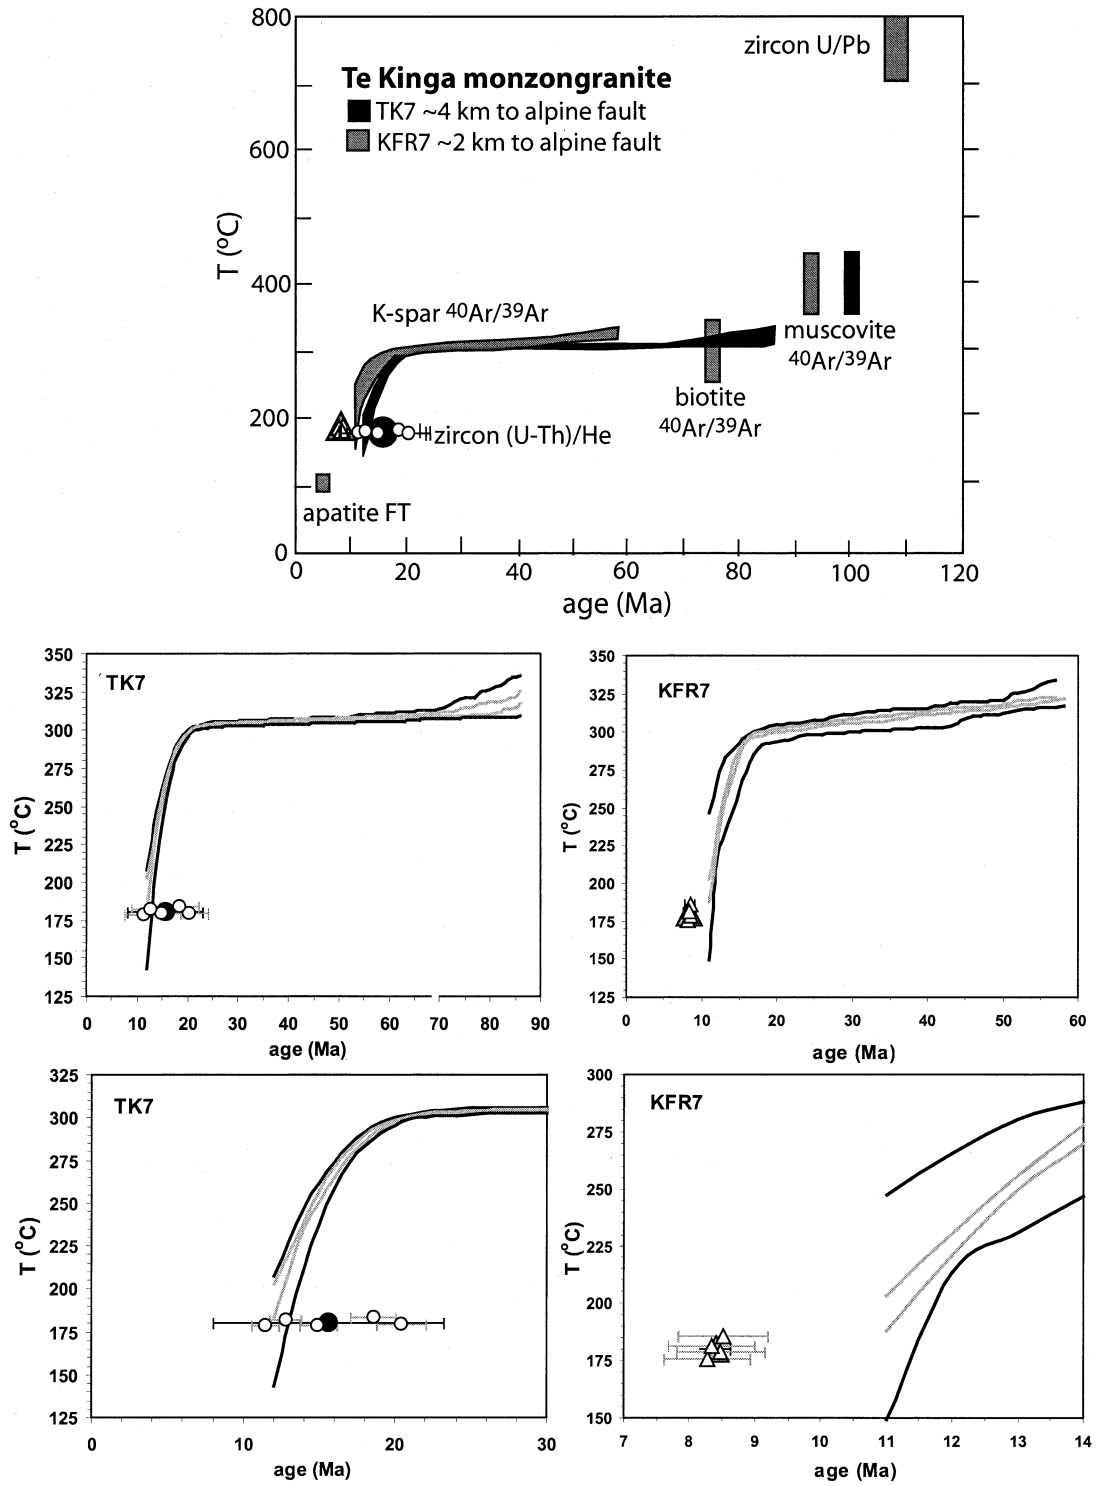 800
zircon U/Pb
Te Kinga monzongranite
TK7 ~4 km to alpine fault
KFR7 ~2 km to alpine fault
600
T (ºC)
400
K-spar 40Ar/39Ar
muscovite
40Ar/39Ar
biotite
40Ar/39Ar
200
zircon (U-Th)/He
apatite FT
0
0 20 40 60 80 100 120
age (Ma)
TK7
350
325
300
275
250
225
200
175
150
125
T (ºC)
0 10 20 30 40 50 60 70 80 90
age (Ma)
KFR7
350
325
300
275
250
225
200
175
150
125
T (ºC)
0 10 20 30 40 50 60
age (Ma)
TK7
325
300
275
250
225
200
175
150
125
T (ºC)
0 10 20 30
age (Ma)
KFR7
300
275
250
225
200
175
150
T (ºC)
7 8 9 10 11 12 13 14
age (Ma)